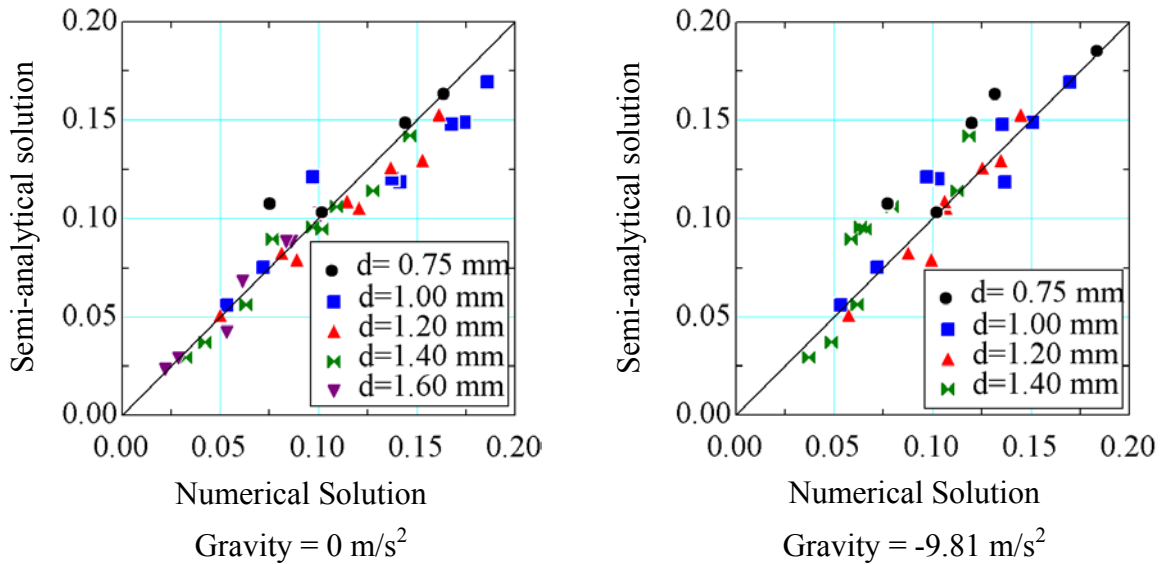 0.20
0.15
0.10
0.05
0.00
Semi-analytical solution
d= 0.75 mm
d=1.00 mm
d=1.20 mm
d=1.40 mm
d=1.60 mm
0.00 0.05 0.10 0.15 0.20
Numerical Solution
Gravity = 0 m/s²
0.20
0.15
0.10
0.05
0.00
Semi-analytical solution
d= 0.75 mm
d=1.00 mm
d=1.20 mm
d=1.40 mm
0.00 0.05 0.10 0.15 0.20
Numerical Solution
Gravity = -9.81 m/s²